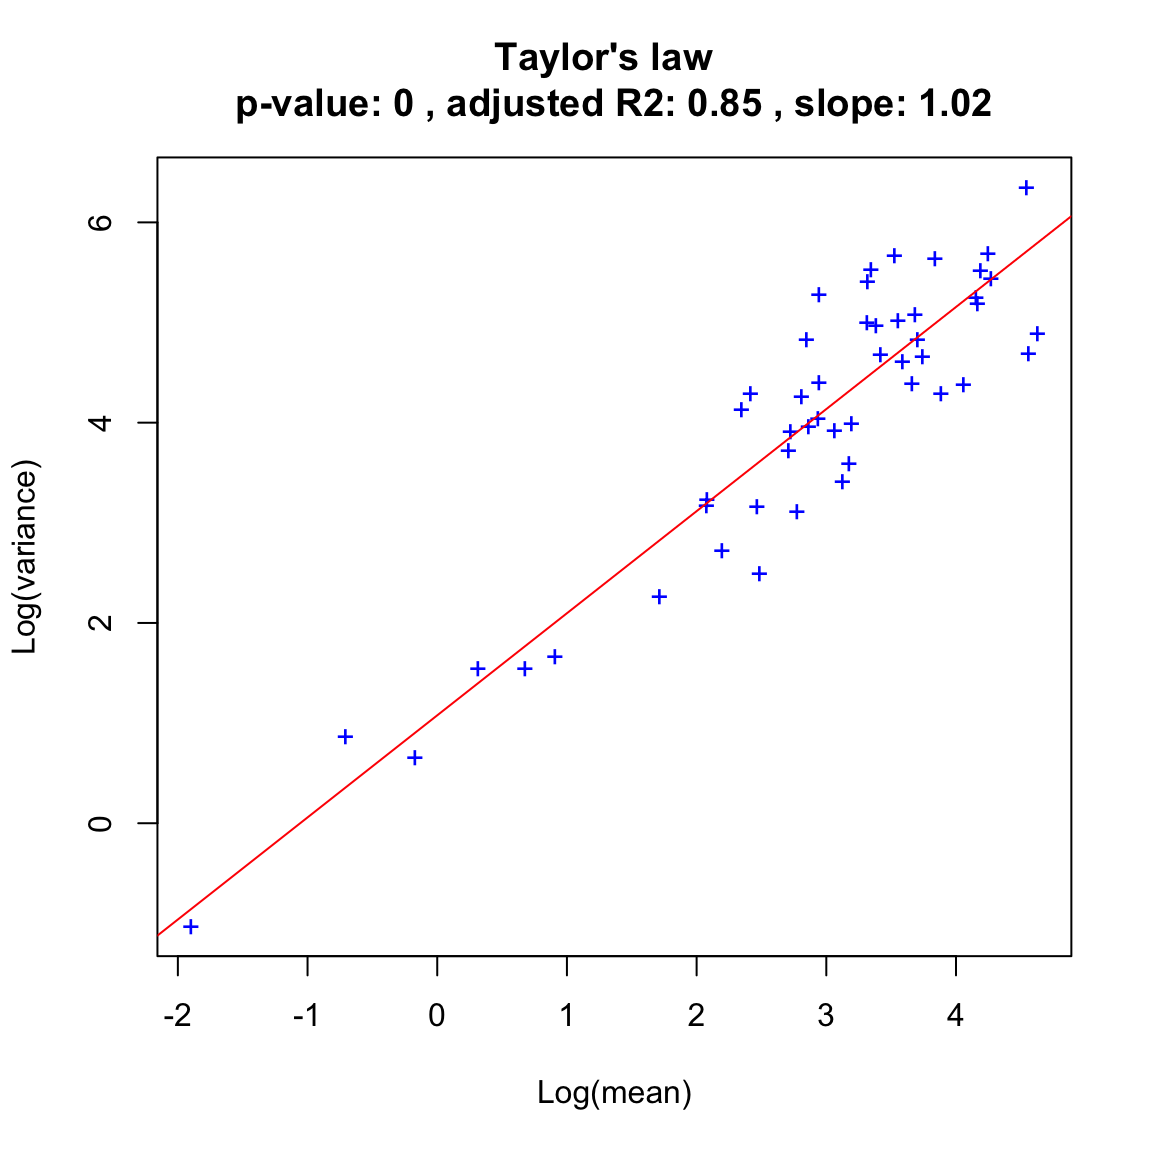 Taylor's law
p-value: 0 , adjusted R2: 0.85 , slope: 1.02
6
4
2
0
Log(variance)
-2 -1 0 1 2 3 4
Log(mean)